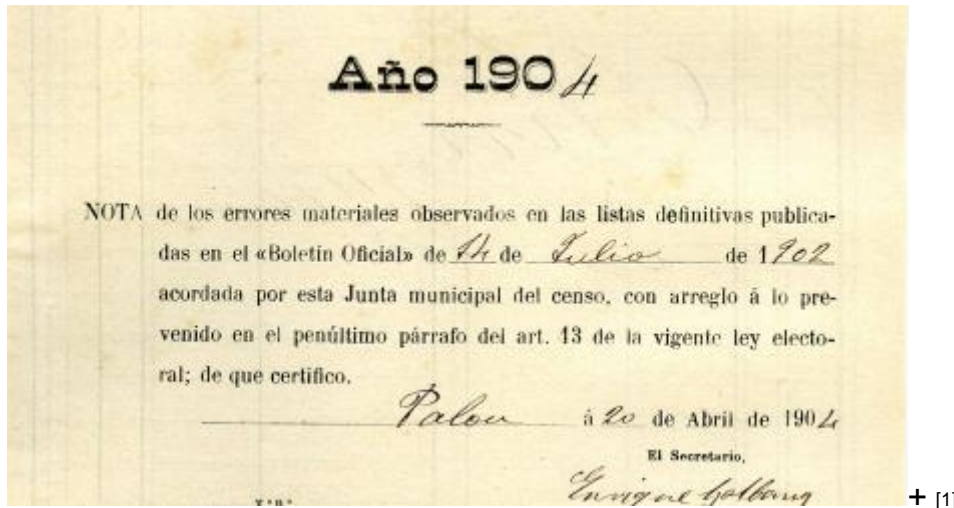 Año 1904
NOTA de los errores materiales observados en las listas definitivas publica-
das en el «Boletín Oficial» de 14 de Julio de 1902
acordada por esta Junta municipal del censo, con arreglo á lo pre-
venido en el penúltimo párrafo del art. 13 de la vigente ley electo-
ral; de que certifico.
Palou á 20 de Abril de 1904
El Secretario,
Enrique
V.º B.º
+ [1]